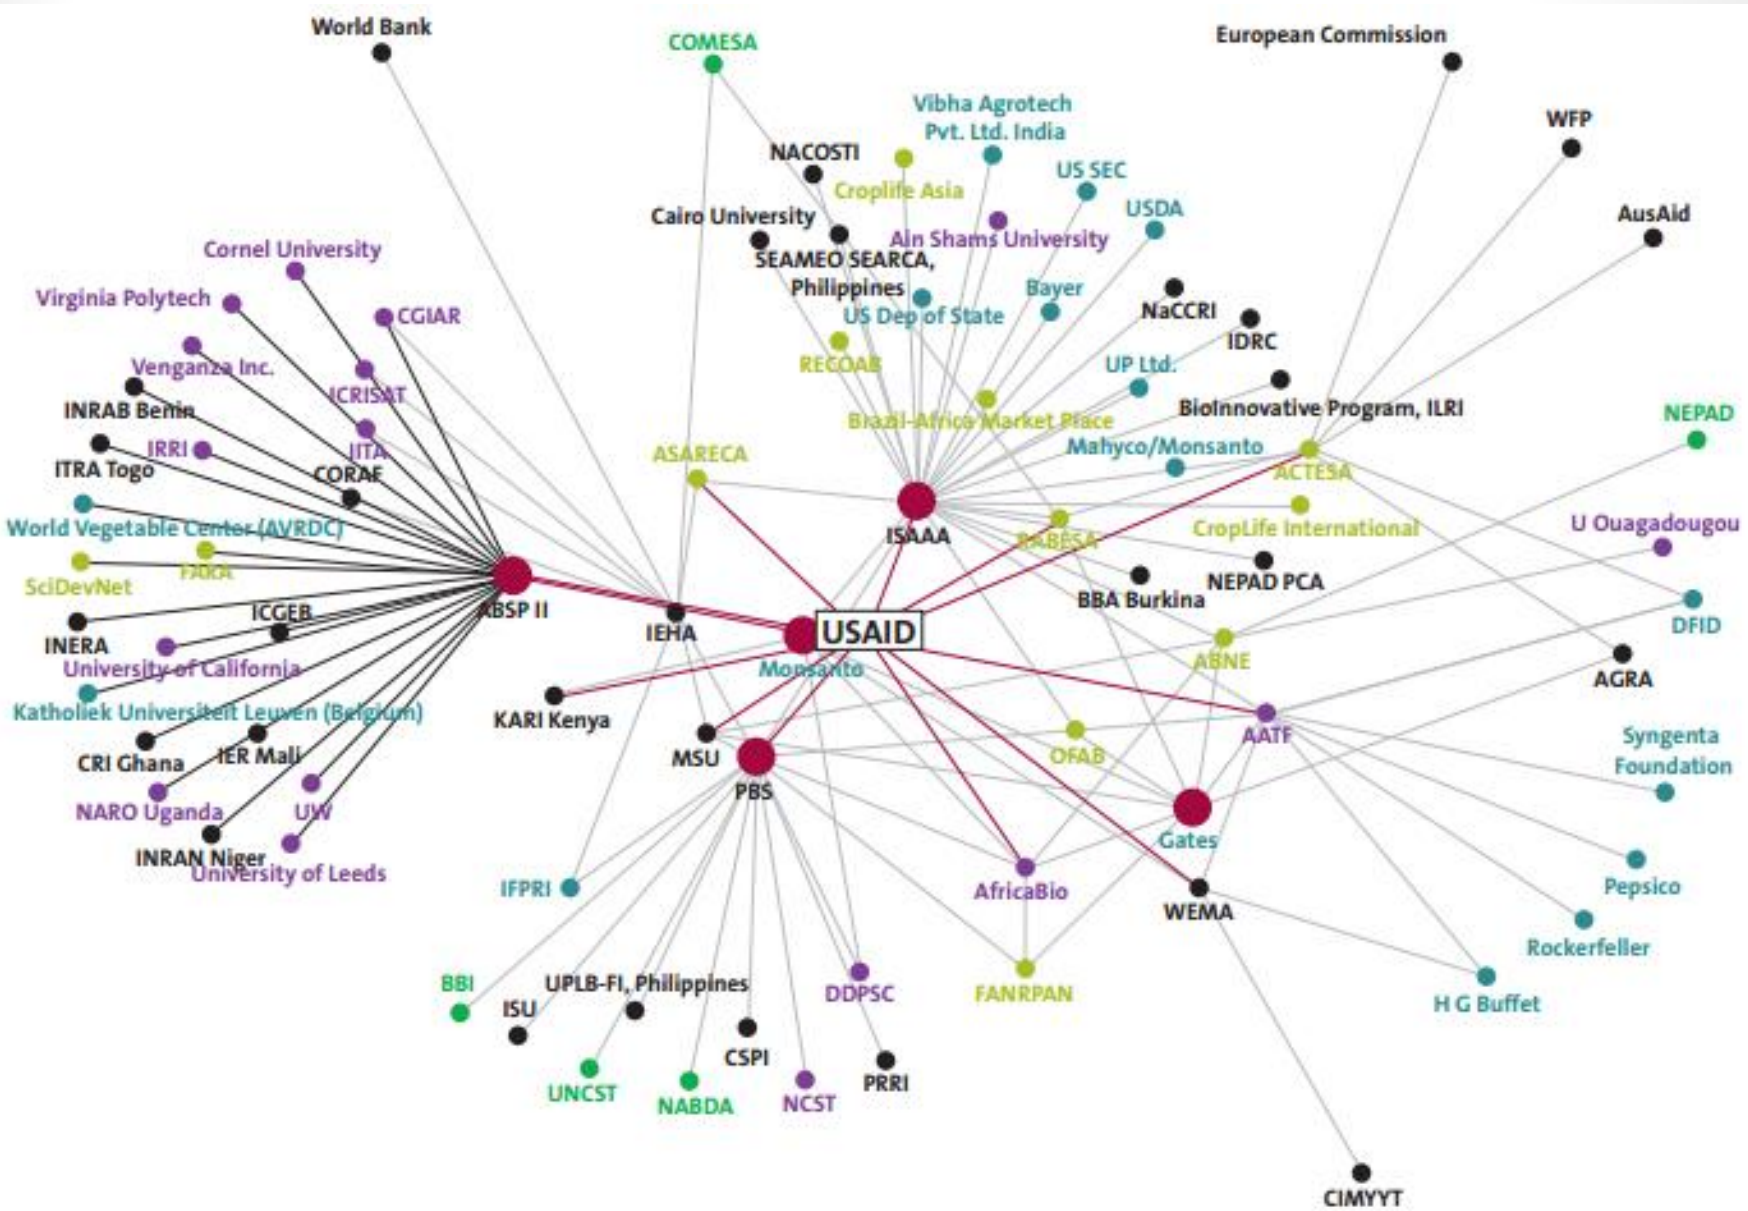 World Bank
European Commission
COMESA
Vibha Agrotech
Pvt. Ltd. India
WFP
NACOSTI
US SEC
Croplife Asia
USDA
Cairo University
AusAid
Ain Shams University
Cornel University
SEAMEO SEARCA,
Philippines
Bayer
Virginia Polytech
NaCCRI
CGIAR
US Dep of State
IDRC
Venganza Inc.
RECOAB
UP Ltd.
ICRISAT
INRAB Benin
BioInnovative Program, ILRI
NEPAD
Brazil-Africa Market Place
IRRI
IITA
Mahyco/Monsanto
ITRA Togo
CORAF
ASARECA
ACTESA
World Vegetable Center (AVRDC)
CropLife International
U Ouagadougou
ISAAA
RABESA
FARA
SciDevNet
NEPAD PCA
BBA Burkina
ICGEB
ABSP II
DFID
INERA
IEHA
USAID
University of California
Monsanto
ABNE
AGRA
Katholiek Universiteit Leuven (Belgium)
KARI Kenya
AATF
Syngenta
Foundation
CRI Ghana
IER Mali
MSU
OFAB
PBS
NARO Uganda
UW
Gates
INRAN Niger
University of Leeds
IFPRI
AfricaBio
WEMA
Pepsico
Rockerfeller
BBI
UPLB-FI, Philippines
DDPSC
FANRPAN
H G Buffet
ISU
CSPI
UNCST
NABDA
NCST
PRRI
CIMYYT